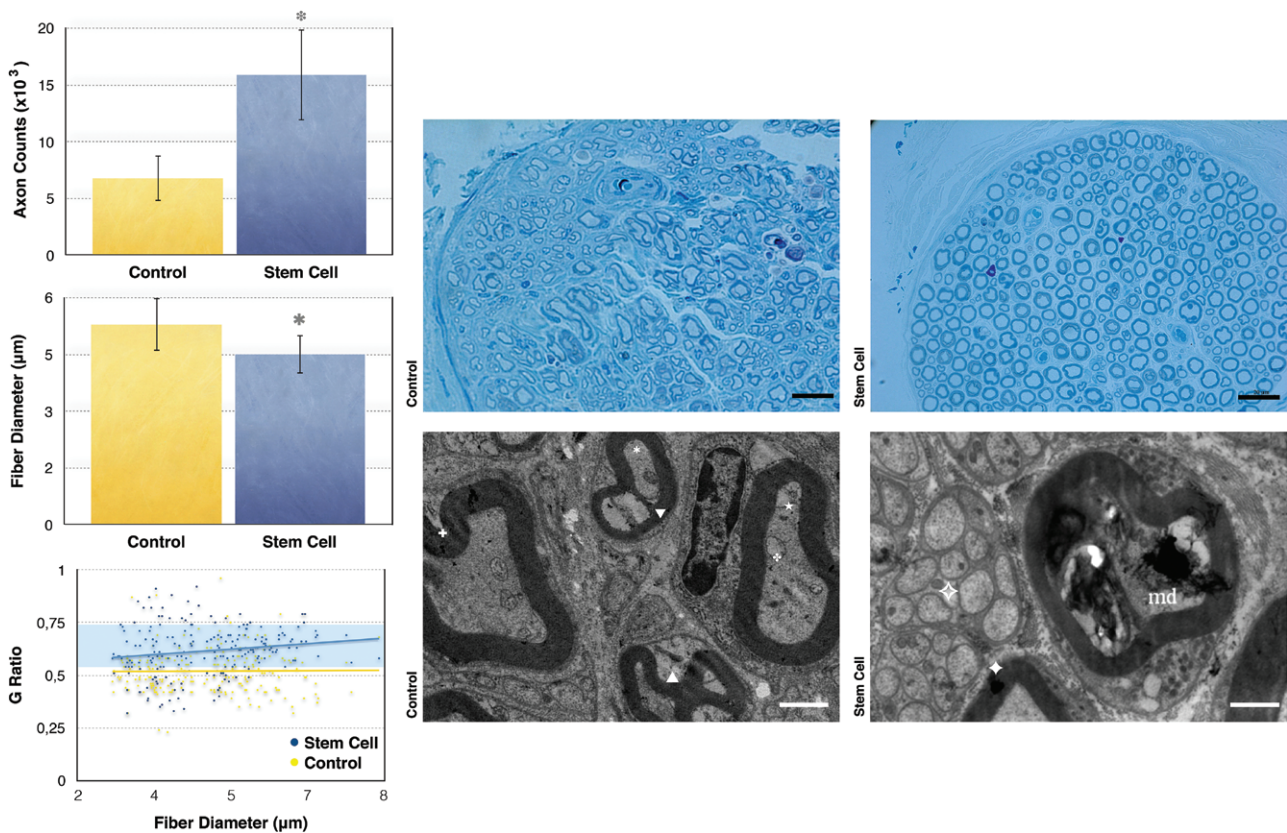 *
20
15
10
5
0
Axon Counts (x10³)
Control Stem Cell
*
6
5
3
2
0
Fiber Diameter (µm)
Control Stem Cell
1
0,75
0,5
0,25
0
G Ratio
Stem Cell
Control
2 4 5 7 8
Fiber Diameter (µm)
Control
Stem Cell
Control
md
Stem Cell